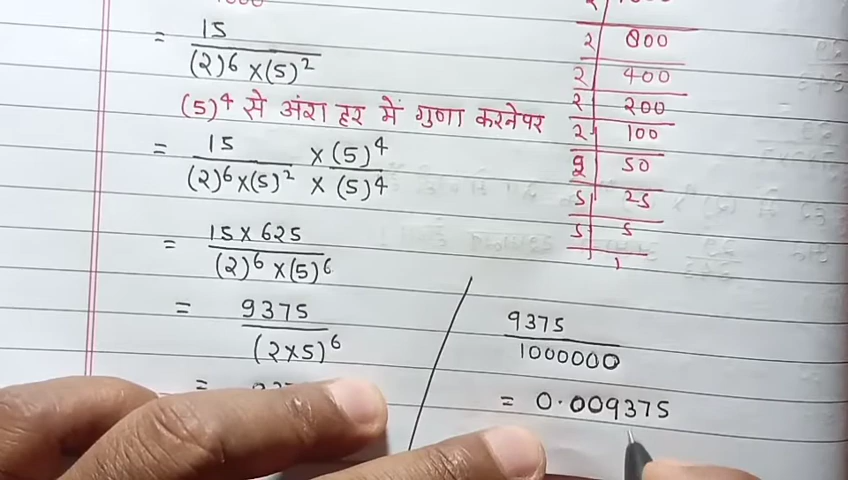 = 15 / (2)⁶ × (5)²
(5)⁴ से अंश हर में गुणा करनेपर
= 15 × (5)⁴ / (2)⁶ × (5)² × (5)⁴
= 15 × 625 / (2)⁶ × (5)⁶
= 9375 / (2×5)⁶
=
2 | 800
2 | 400
2 | 200
2 | 100
2 | 50
5 | 25
5 | 5
1
9375 / 1000000
= 0.009375